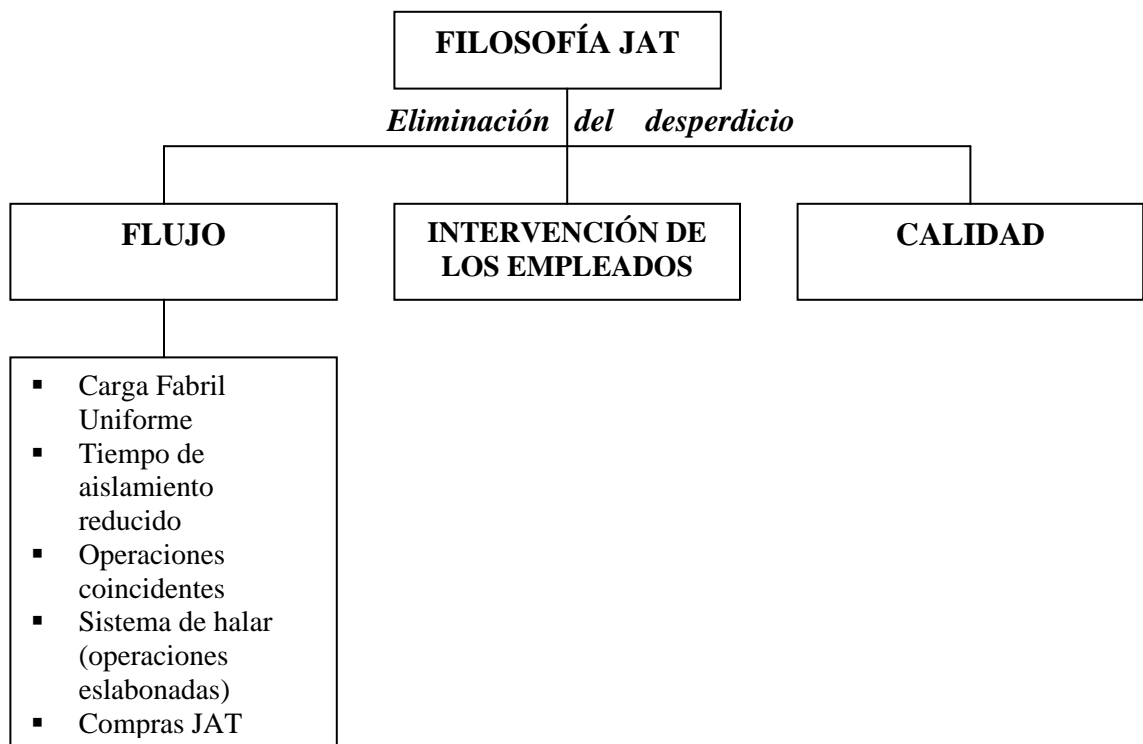 FILOSOFÍA JAT
Eliminación del desperdicio
FLUJO
INTERVENCIÓN DE
LOS EMPLEADOS
CALIDAD
▪ Carga Fabril
Uniforme
▪ Tiempo de
aislamiento
reducido
▪ Operaciones
coincidentes
▪ Sistema de halar
(operaciones
eslabonadas)
▪ Compras JAT